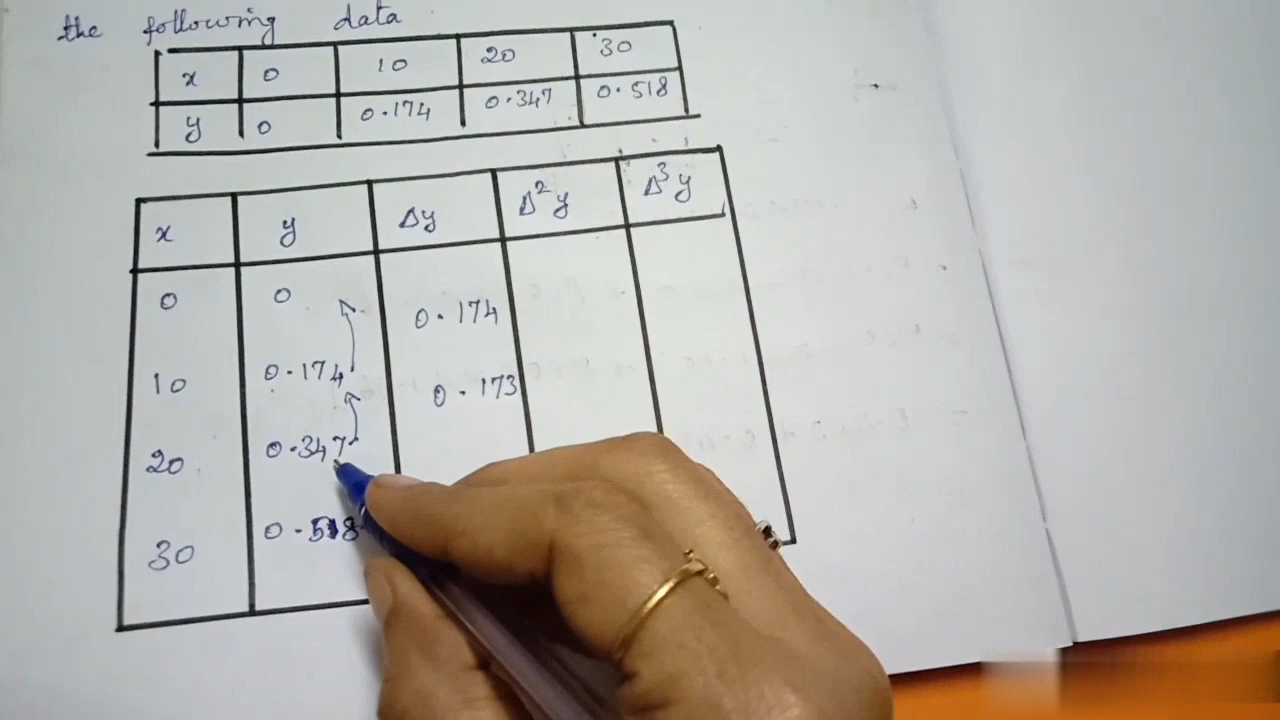 the following data
x 0 10 20 30
y 0 0.174 0.347 0.518
x y Δy Δ²y Δ³y
0 0
0.174
10 0.174
0.173
20 0.347
30 0.518